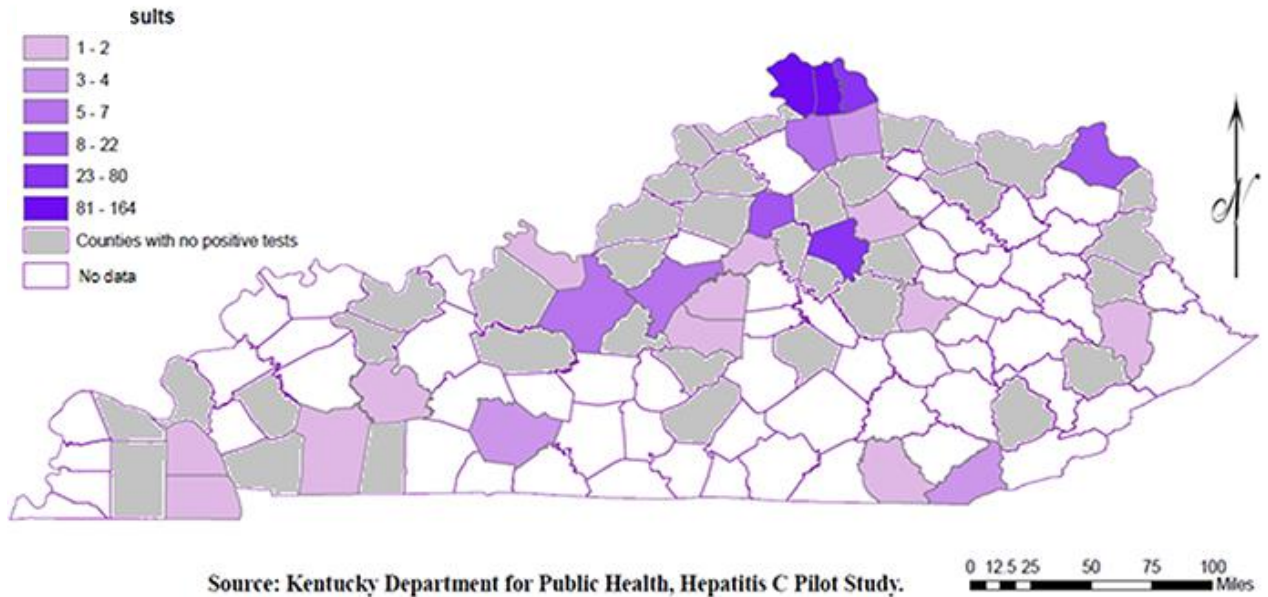 sults
1 - 2
3 - 4
5 - 7
8 - 22
23 - 80
81 - 164
Counties with no positive tests
No data
N
Source: Kentucky Department for Public Health, Hepatitis C Pilot Study.
0 12.5 25 50 75 100
Miles